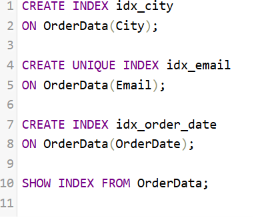 1 CREATE INDEX idx_city
2 ON OrderData(City);
3
4 CREATE UNIQUE INDEX idx_email
5 ON OrderData(Email);
6
7 CREATE INDEX idx_order_date
8 ON OrderData(OrderDate);
9
10 SHOW INDEX FROM OrderData;
11